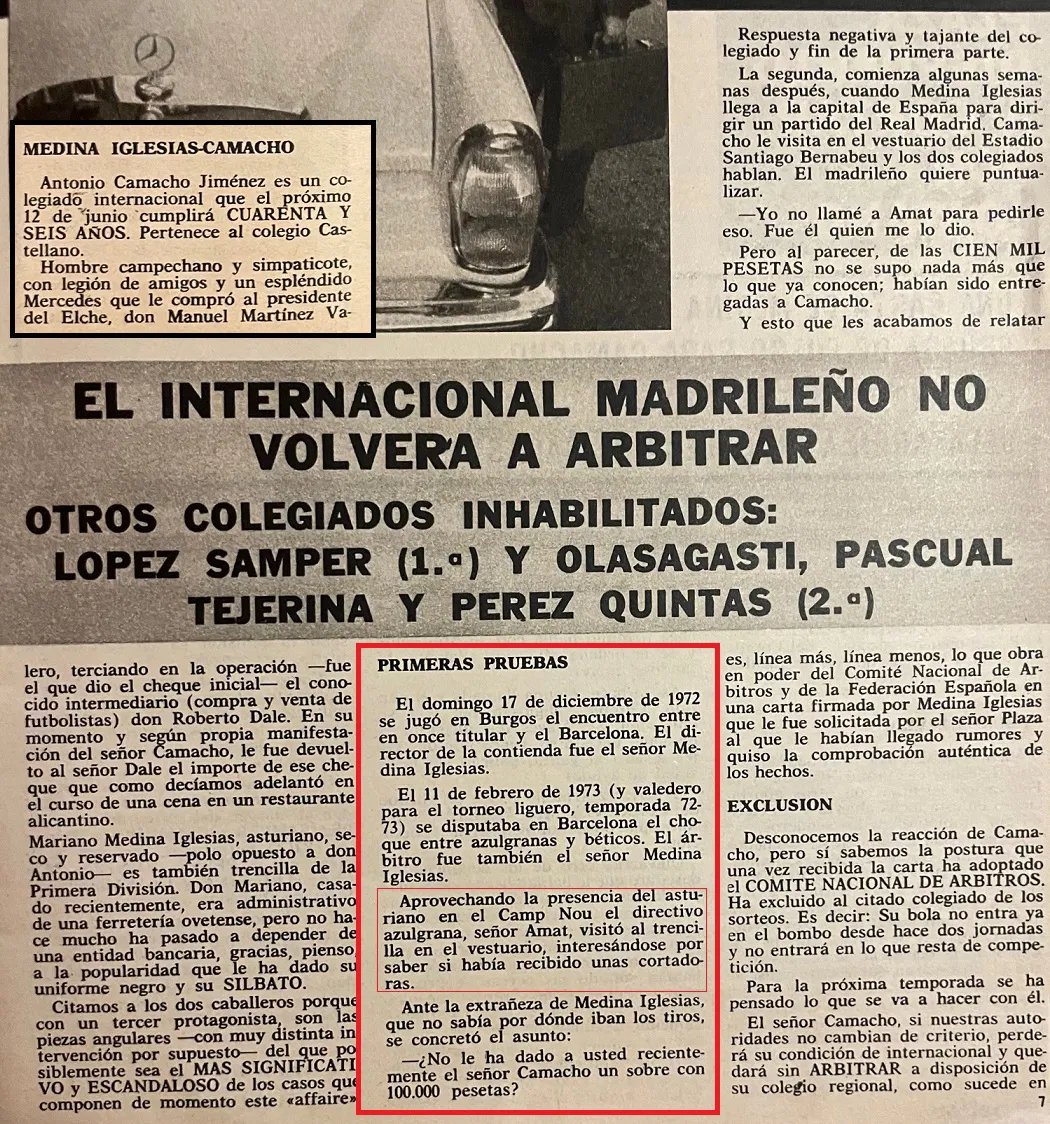 MEDINA IGLESIAS-CAMACHO
Antonio Camacho Jiménez es un co-
legiado internacional que el próximo
12 de junio cumplirá CUARENTA Y
SEIS AÑOS. Pertenece al colegio Cas-
tellano.
Hombre campechano y simpaticote,
con legión de amigos y un espléndido
Mercedes que le compró al presidente
del Elche, don Manuel Martínez Va-
Respuesta negativa y tajante del co-
legiado y fin de la primera parte.
La segunda, comienza algunas sema-
nas después, cuando Medina Iglesias
llega a la capital de España para diri-
gir un partido del Real Madrid. Cama-
cho le visita en el vestuario del Estadio
Santiago Bernabeu y los dos colegiados
hablan. El madrileño quiere puntua-
lizar.
—Yo no llamé a Amat para pedirle
eso. Fue él quien me lo dio.
Pero al parecer, de las CIEN MIL
PESETAS no se supo nada más que
lo que ya conocen; habían sido entre-
gadas a Camacho.
Y esto que les acabamos de relatar
EL INTERNACIONAL MADRILEÑO NO
VOLVERA A ARBITRAR
OTROS COLEGIADOS INHABILITADOS:
LOPEZ SAMPER (1.ª) Y OLASAGASTI, PASCUAL
TEJERINA Y PEREZ QUINTAS (2.ª)
lero, terciando en la operación —fue
el que dio el cheque inicial— el cono-
cido intermediario (compra y venta de
futbolistas) don Roberto Dale. En su
momento y según propia manifesta-
ción del señor Camacho, le fue devuel-
to al señor Dale el importe de ese che-
que que como decíamos adelantó en
el curso de una cena en un restaurante
alicantino.
Mariano Medina Iglesias, asturiano, se-
co y reservado —polo opuesto a don
Antonio— es también trencilla de la
Primera División. Don Mariano, casa-
do recientemente, era administrativo
de una ferretería ovetense, pero no ha-
ce mucho ha pasado a depender de
una entidad bancaria, gracias, pienso,
a la popularidad que le ha dado su
uniforme negro y su SILBATO.
Citamos a los dos caballeros porque
con un tercer protagonista, son las
piezas angulares —con muy distinta in
tervención por supuesto— del que po
siblemente sea el MAS SIGNIFICATI
VO y ESCANDALOSO de los casos que
componen de momento este «affaire»
PRIMERAS PRUEBAS
El domingo 17 de diciembre de 1972
se jugó en Burgos el encuentro entre
en once titular y el Barcelona. El di-
rector de la contienda fue el señor Me-
dina Iglesias.
El 11 de febrero de 1973 (y valedero
para el torneo liguero, temporada 72-
73) se disputaba en Barcelona el cho-
que entre azulgranas y béticos. El ár-
bitro fue también el señor Medina
Iglesias.
Aprovechando la presencia del astu-
riano en el Camp Nou el directivo
azulgrana, señor Amat, visitó al trenci-
lla en el vestuario, interesándose por
saber si había recibido unas cortado-
ras.
Ante la extrañeza de Medina Iglesias,
que no sabía por dónde iban los tiros,
se concretó el asunto:
—¿No le ha dado a usted reciente-
mente el señor Camacho un sobre con
100.000 pesetas?
es, línea más, línea menos, lo que obra
en poder del Comité Nacional de Ar-
bitros y de la Federación Española en
una carta firmada por Medina Iglesias
que le fue solicitada por el señor Plaza
al que le habían llegado rumores y
quiso la comprobación auténtica de
los hechos.
EXCLUSION
Desconocemos la reacción de Cama-
cho, pero sí sabemos la postura que
una vez recibida la carta ha adoptado
el COMITE NACIONAL DE ARBITROS.
Ha excluido al citado colegiado de los
sorteos. Es decir: Su bola no entra ya
en el bombo desde hace dos jornadas
y no entrará en lo que resta de compe-
tición.
Para la próxima temporada se ha
pensado lo que se va a hacer con él.
El señor Camacho, si nuestras auto-
ridades no cambian de criterio, perde-
rá su condición de internacional y que-
dará sin ARBITRAR a disposición de
su colegio regional, como sucede en
7